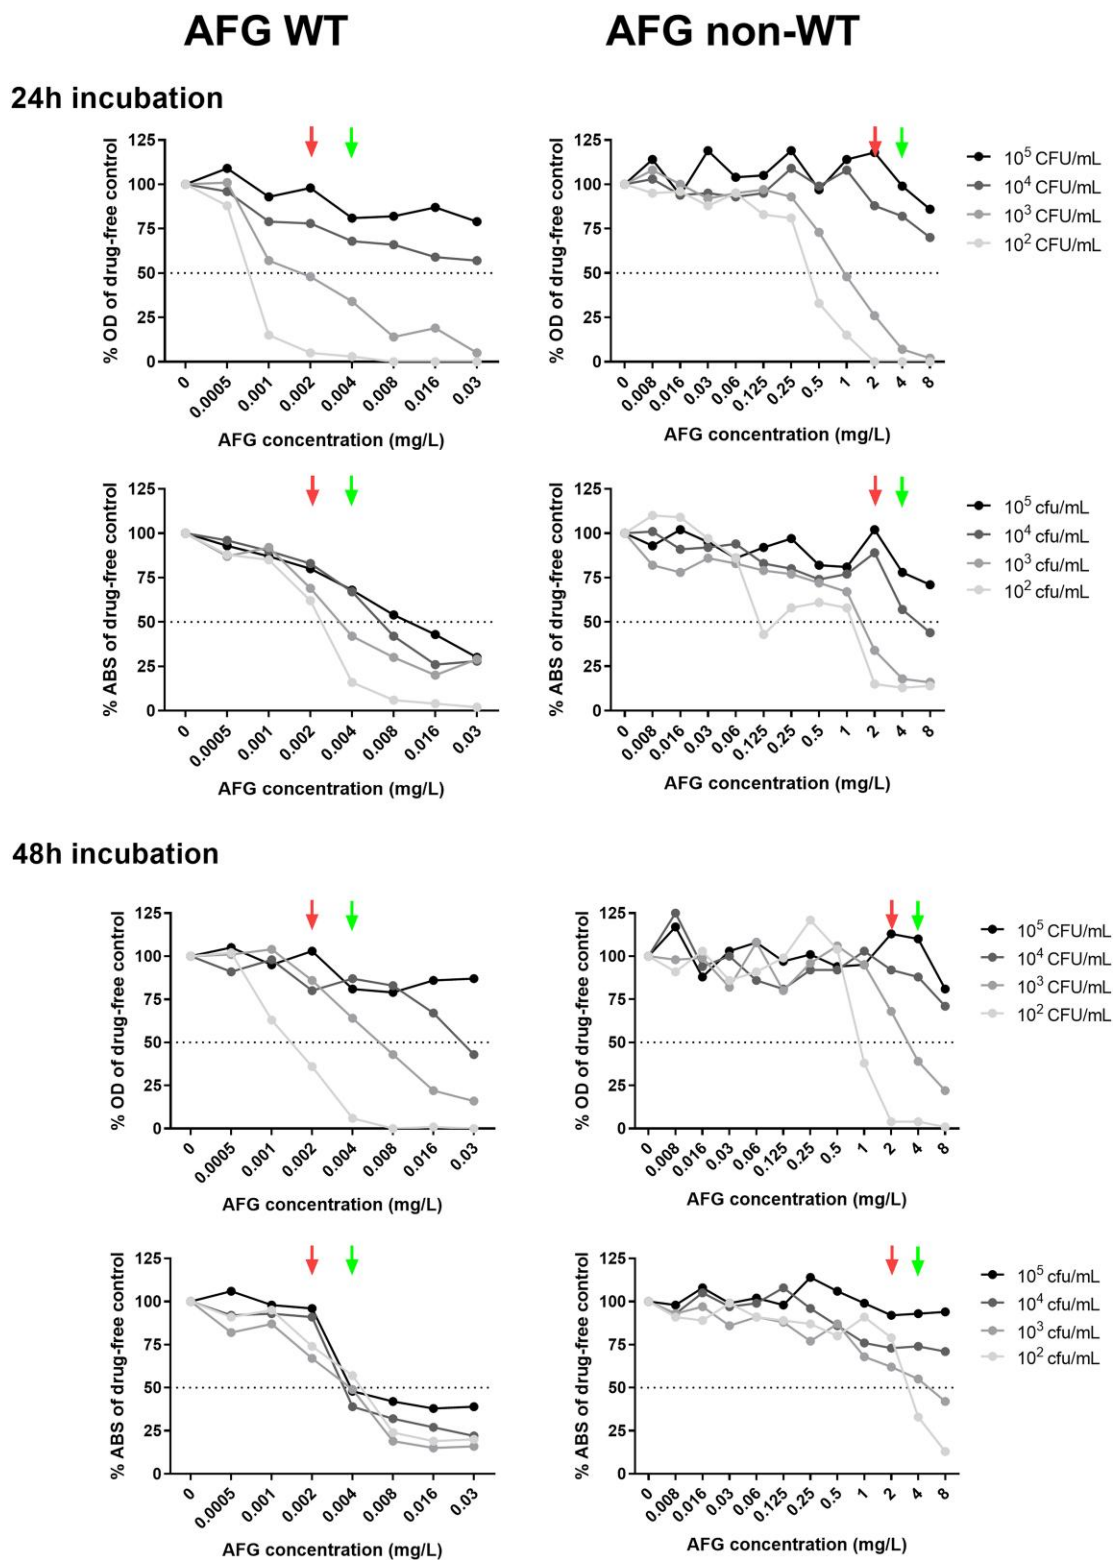 AFG WT AFG non-WT
24h incubation
% OD of drug-free control
125
100
75
50
25
0
0 0.0005 0.001 0.002 0.004 0.008 0.016 0.03
AFG concentration (mg/L)
% OD of drug-free control
125
100
75
50
25
0
0 0.008 0.016 0.03 0.06 0.125 0.25 0.5 1 2 4 8
AFG concentration (mg/L)
10⁵ CFU/mL
10⁴ CFU/mL
10³ CFU/mL
10² CFU/mL
% ABS of drug-free control
125
100
75
50
25
0
0 0.0005 0.001 0.002 0.004 0.008 0.016 0.03
AFG concentration (mg/L)
% ABS of drug-free control
125
100
75
50
25
0
0 0.008 0.016 0.03 0.06 0.125 0.25 0.5 1 2 4 8
AFG concentration (mg/L)
10⁵ cfu/mL
10⁴ cfu/mL
10³ cfu/mL
10² cfu/mL
48h incubation
% OD of drug-free control
125
100
75
50
25
0
0 0.0005 0.001 0.002 0.004 0.008 0.016 0.03
AFG concentration (mg/L)
% OD of drug-free control
125
100
75
50
25
0
0 0.008 0.016 0.03 0.06 0.125 0.25 0.5 1 2 4 8
AFG concentration (mg/L)
10⁵ CFU/mL
10⁴ CFU/mL
10³ CFU/mL
10² CFU/mL
% ABS of drug-free control
125
100
75
50
25
0
0 0.0005 0.001 0.002 0.004 0.008 0.016 0.03
AFG concentration (mg/L)
% ABS of drug-free control
125
100
75
50
25
0
0 0.008 0.016 0.03 0.06 0.125 0.25 0.5 1 2 4 8
AFG concentration (mg/L)
10⁵ cfu/mL
10⁴ cfu/mL
10³ cfu/mL
10² cfu/mL